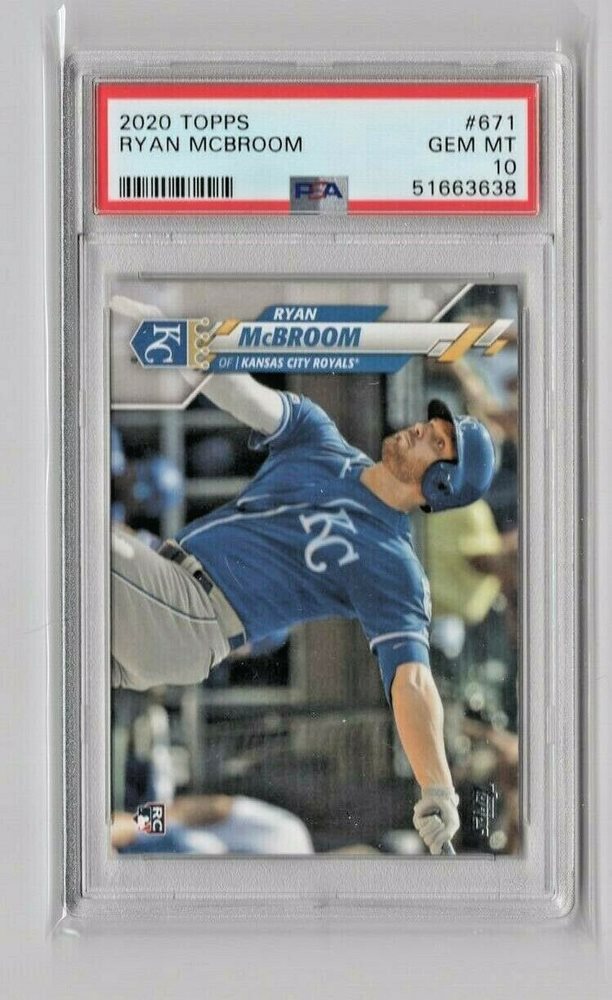 2020 TOPPS #671
RYAN MCBROOM GEM MT
10
PSA 51663638
RYAN
McBROOM
OF | KANSAS CITY ROYALS®
KC
KC
RC
Topps